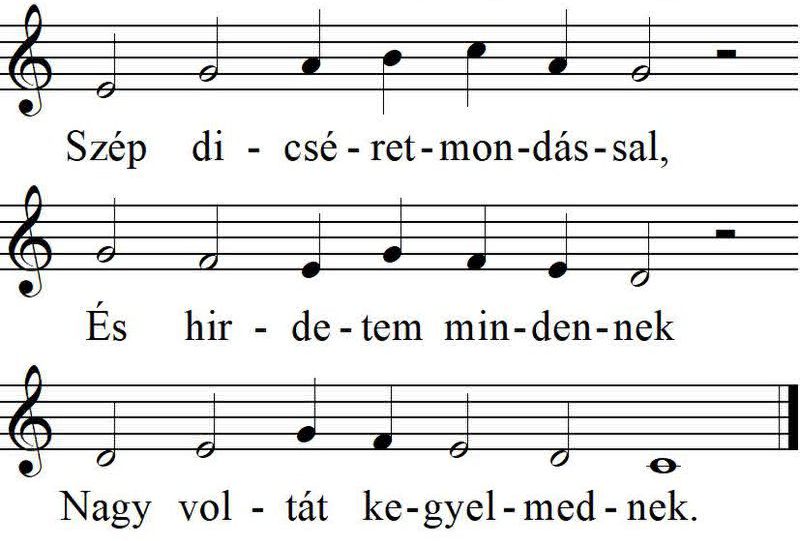 Szép di - csé - ret - mon - dás - sal,
És hir - de - tem min - den - nek
Nagy vol - tát ke - gyel - med - nek.